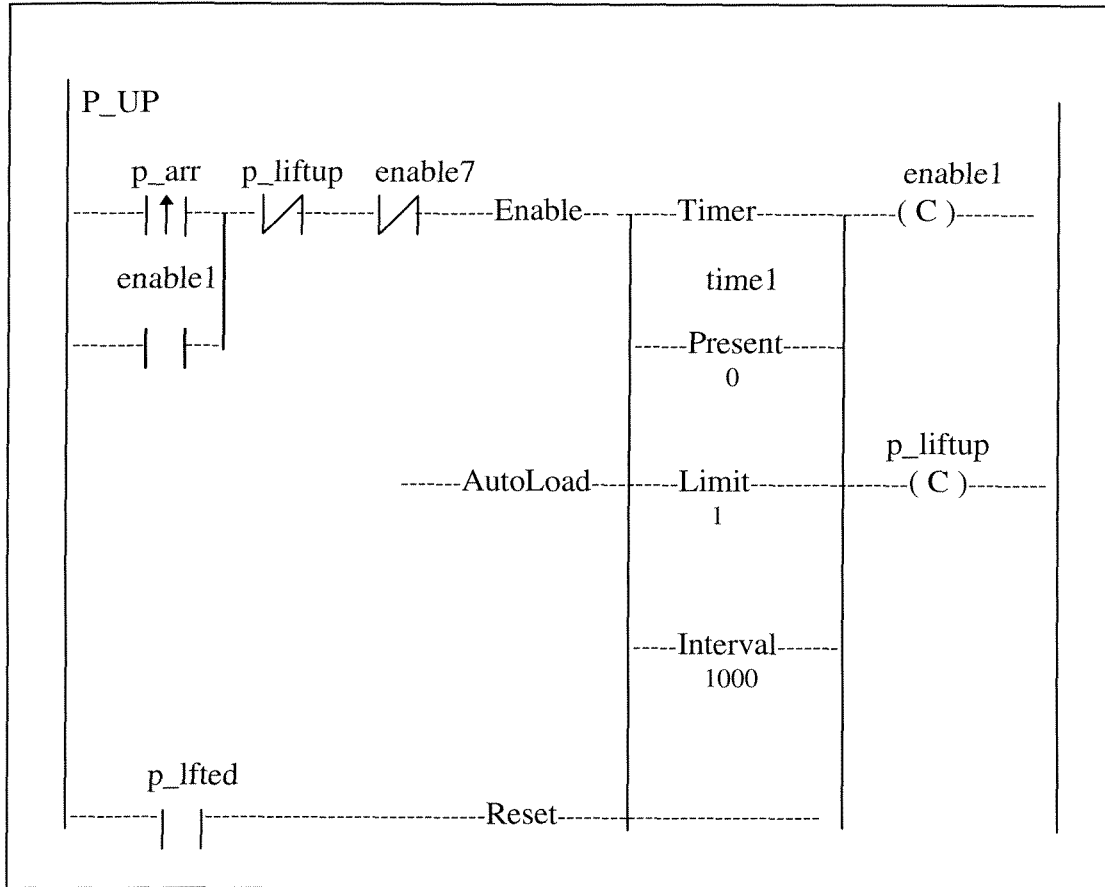 P_UP
p_arr p_liftup enable7 enable1
Enable Timer ( C )
enable1 time1
Present
0
p_liftup
AutoLoad Limit ( C )
1
Interval
1000
p_lfted
Reset